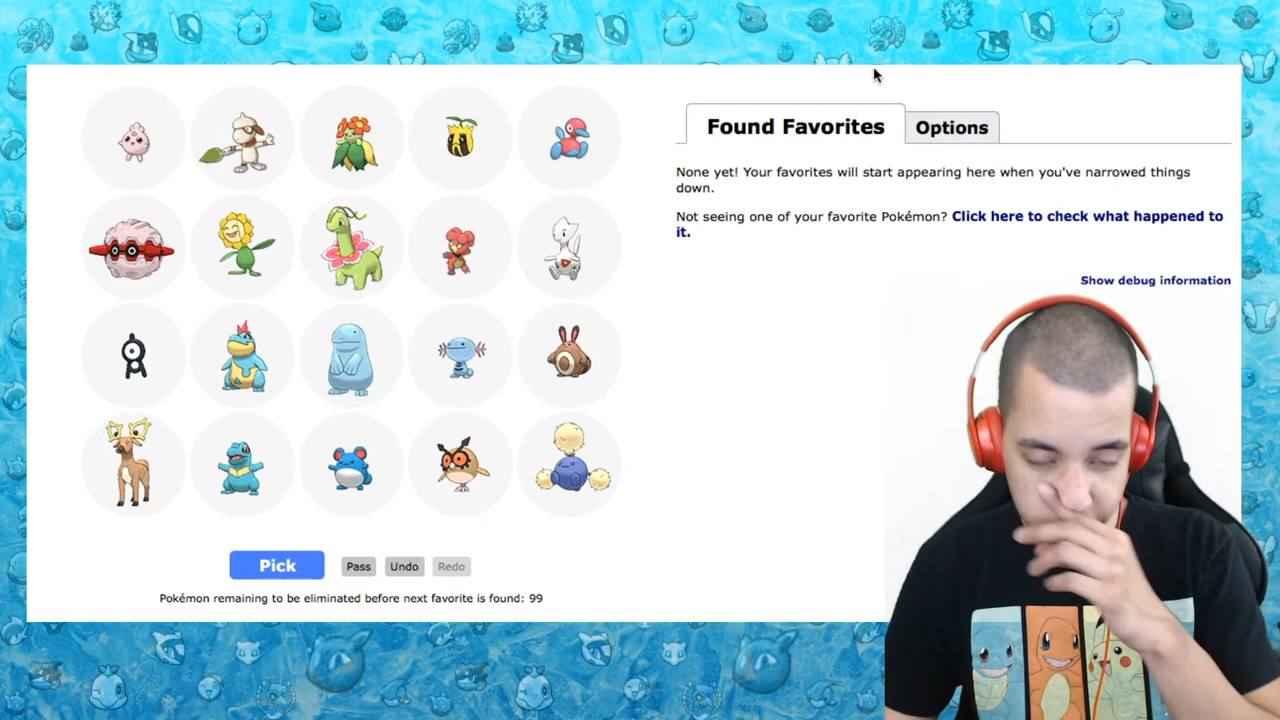 Found Favorites
Options
None yet! Your favorites will start appearing here when you've narrowed things
down.
Not seeing one of your favorite Pokémon? Click here to check what happened to
it.
Show debug information
Pick
Pass
Undo
Redo
Pokémon remaining to be eliminated before next favorite is found: 99